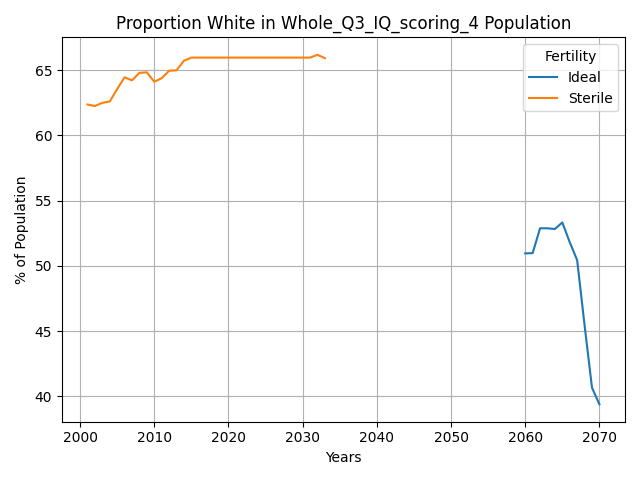 Proportion White in Whole_Q3_IQ_scoring_4 Population
Fertility
Ideal
Sterile
% of Population
65
60
55
50
45
40
2000 2010 2020 2030 2040 2050 2060 2070
Years